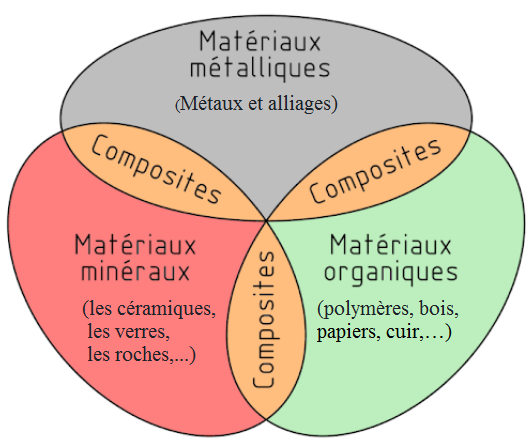 Matériaux
métalliques
(Métaux et alliages)
Composites
Composites
Matériaux
minéraux
(les céramiques,
les verres,
les roches,...)
Composites
Matériaux
organiques
(polymères, bois,
papiers, cuir,…)